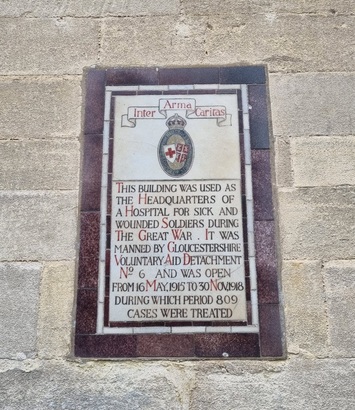 Inter Arma Caritas
THIS BUILDING WAS USED AS
THE HEADQUARTERS OF
A HOSPITAL FOR SICK AND
WOUNDED SOLDIERS DURING
THE GREAT WAR. IT WAS
MANNED BY GLOUCESTERSHIRE
VOLUNTARY AID DETACHMENT
No 6 AND WAS OPEN
FROM 16 MAY, 1915 TO 30 NOV, 1918
DURING WHICH PERIOD 809
CASES WERE TREATED